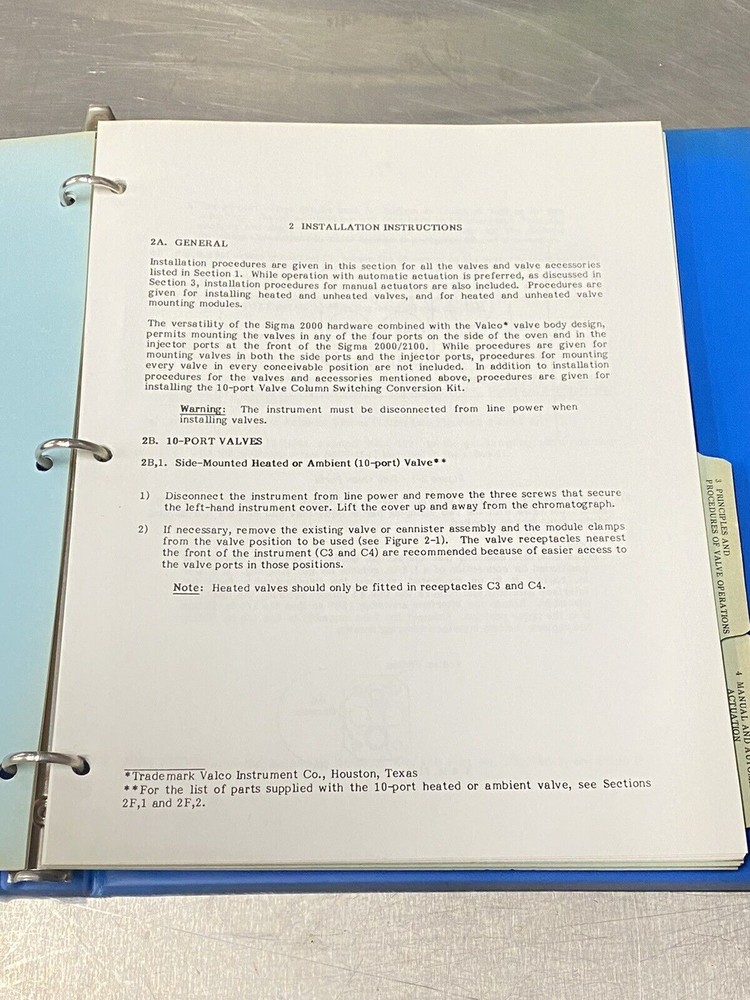 2 INSTALLATION INSTRUCTIONS
2A. GENERAL
Installation procedures are given in this section for all the valves and valve accessories
listed in Section 1. While operation with automatic actuation is preferred, as discussed in
Section 3, installation procedures for manual actuators are also included. Procedures are
given for installing heated and unheated valves, and for heated and unheated valve
mounting modules.
The versatility of the Sigma 2000 hardware combined with the Valco* valve body design,
permits mounting the valves in any of the four ports on the side of the oven and in the
injector ports at the front of the Sigma 2000/2100. While procedures are given for
mounting valves in both the side ports and the injector ports, procedures for mounting
every valve in every conceivable position are not included. In addition to installation
procedures for the valves and accessories mentioned above, procedures are given for
installing the 10-port Valve Column Switching Conversion Kit.
Warning: The instrument must be disconnected from line power when
installing valves.
2B. 10-PORT VALVES
2B,1. Side-Mounted Heated or Ambient (10-port) Valve**
1) Disconnect the instrument from line power and remove the three screws that secure
the left-hand instrument cover. Lift the cover up and away from the chromatograph.
2) If necessary, remove the existing valve or cannister assembly and the module clamps
from the valve position to be used (see Figure 2-1). The valve receptacles nearest
the front of the instrument (C3 and C4) are recommended because of easier access to
the valve ports in those positions.
Note: Heated valves should only be fitted in receptacles C3 and C4.
*Trademark Valco Instrument Co., Houston, Texas
**For the list of parts supplied with the 10-port heated or ambient valve, see Sections
2F,1 and 2F,2.
3 PRINCIPLES AND
PROCEDURES OF VALVE OPERATIONS
4 MANUAL AND
ACTUATION